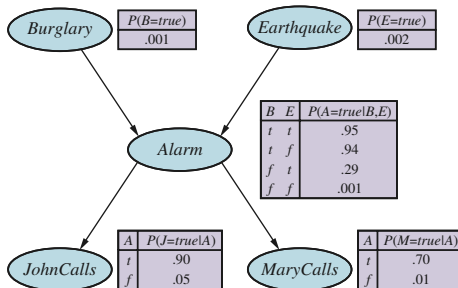 Burglary
P(B=true)
.001
Earthquake
P(E=true)
.002
Alarm
B E P(A=true|B,E)
t t .95
t f .94
f t .29
f f .001
JohnCalls
A P(J=true|A)
t .90
f .05
MaryCalls
A P(M=true|A)
t .70
f .01